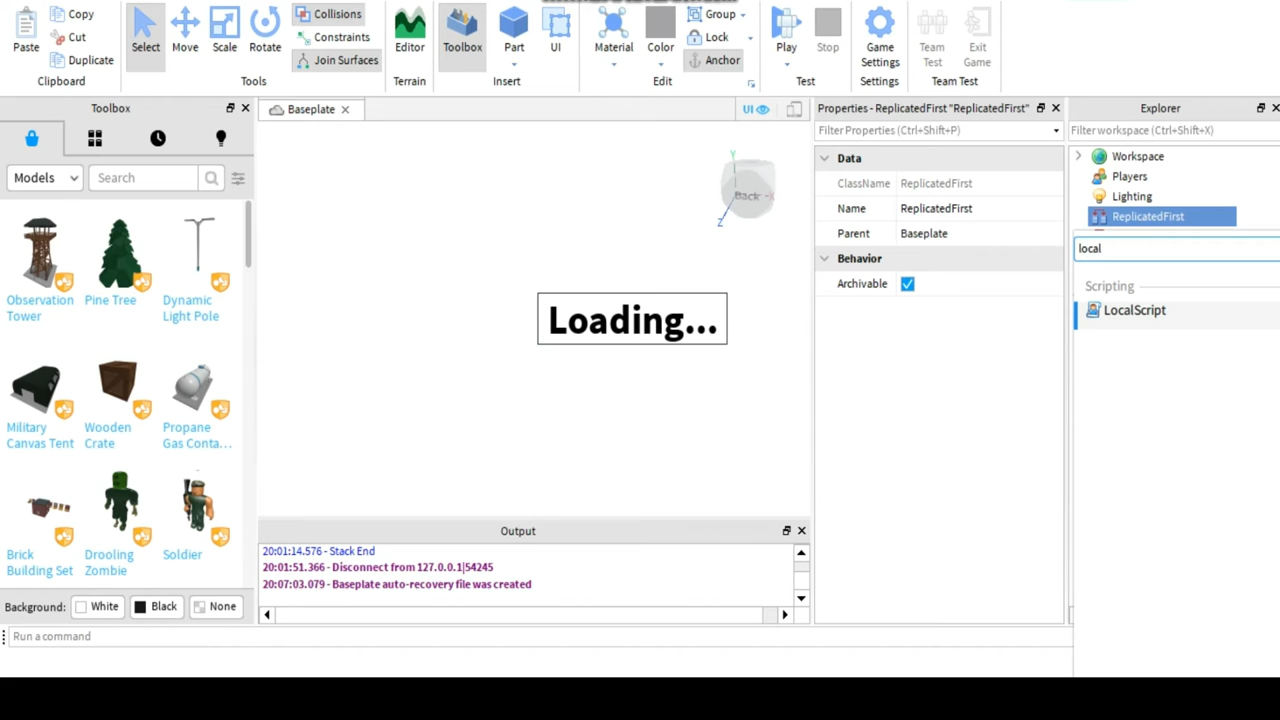 Copy
Cut
Duplicate
Paste
Clipboard
Select
Move
Scale
Rotate
Collisions
Constraints
Join Surfaces
Tools
Editor
Terrain
Toolbox
Part
UI
Insert
Material
Color
Group
Lock
Anchor
Edit
Play
Stop
Test
Game
Settings
Settings
Team
Test
Exit
Game
Team Test
Toolbox
Models
Search
Observation
Tower
Pine Tree
Dynamic
Light Pole
Military
Canvas Tent
Wooden
Crate
Propane
Gas Conta...
Brick
Building Set
Drooling
Zombie
Soldier
Background:
White
Black
None
Run a command
Baseplate
UI
Y
Back
-X
Z
Loading...
Output
20:01:14.576 - Stack End
20:01:51.366 - Disconnect from 127.0.0.1|54245
20:07:03.079 - Baseplate auto-recovery file was created
Properties - ReplicatedFirst "ReplicatedFirst"
Filter Properties (Ctrl+Shift+P)
Data
ClassName ReplicatedFirst
Name ReplicatedFirst
Parent Baseplate
Behavior
Archivable
Explorer
Filter workspace (Ctrl+Shift+X)
Workspace
Players
Lighting
ReplicatedFirst
local
Scripting
LocalScript